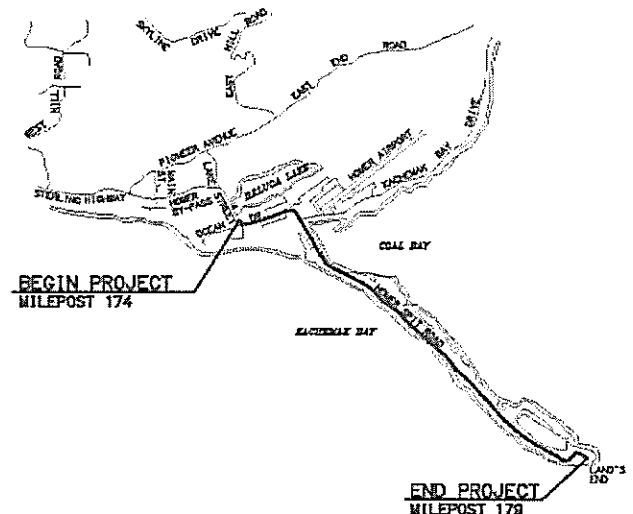 SKYLINE DRIVE
HILL ROAD
EAST
WEST HILL ROAD
EAST END ROAD
PIONEER AVENUE
MAIN ST.
LAKE STREET
BELUGA LAKE
HOMER AIRPORT
KACHEMAK BAY DRIVE
STERLING HIGHWAY
HOMER BY-PASS
OCEAN DR
COAL BAY
BEGIN PROJECT
MILEPOST 174
KACHEMAK BAY
HOMER SPIT ROAD
LAND'S
END
END PROJECT
MILEPOST 179